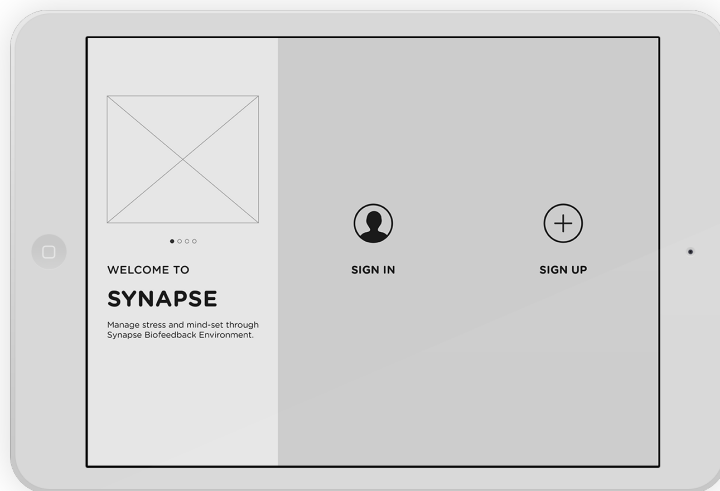 WELCOME TO
SYNAPSE
Manage stress and mind-set through
Synapse Biofeedback Environment.
SIGN IN
SIGN UP